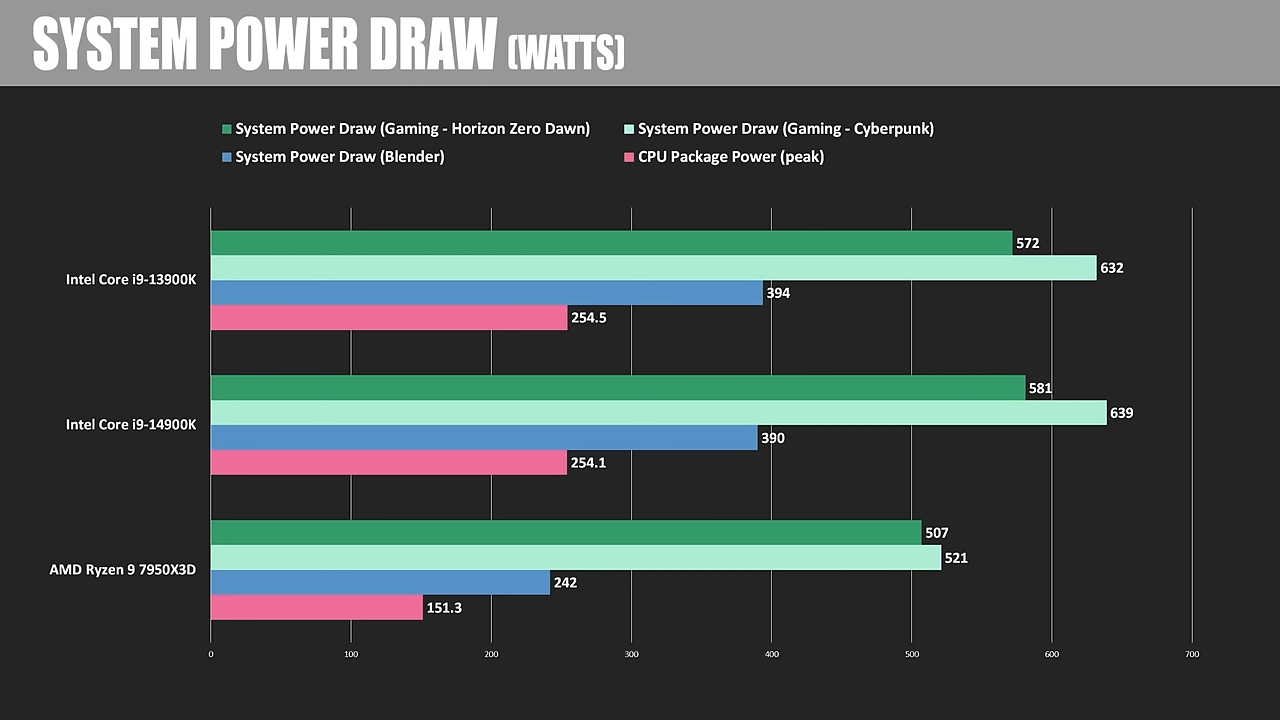 SYSTEM POWER DRAW (WATTS)
System Power Draw (Gaming - Horizon Zero Dawn)
System Power Draw (Gaming - Cyberpunk)
System Power Draw (Blender)
CPU Package Power (peak)
Intel Core i9-13900K
572
632
394
254.5
Intel Core i9-14900K
581
639
390
254.1
AMD Ryzen 9 7950X3D
507
521
242
151.3
0 100 200 300 400 500 600 700